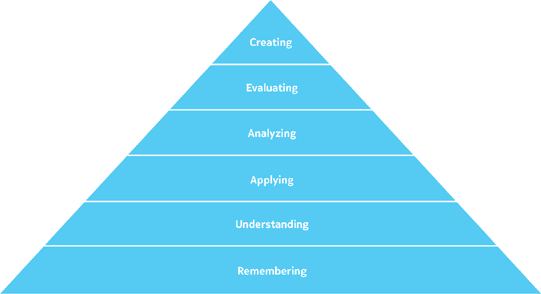 Creating
Evaluating
Analyzing
Applying
Understanding
Remembering